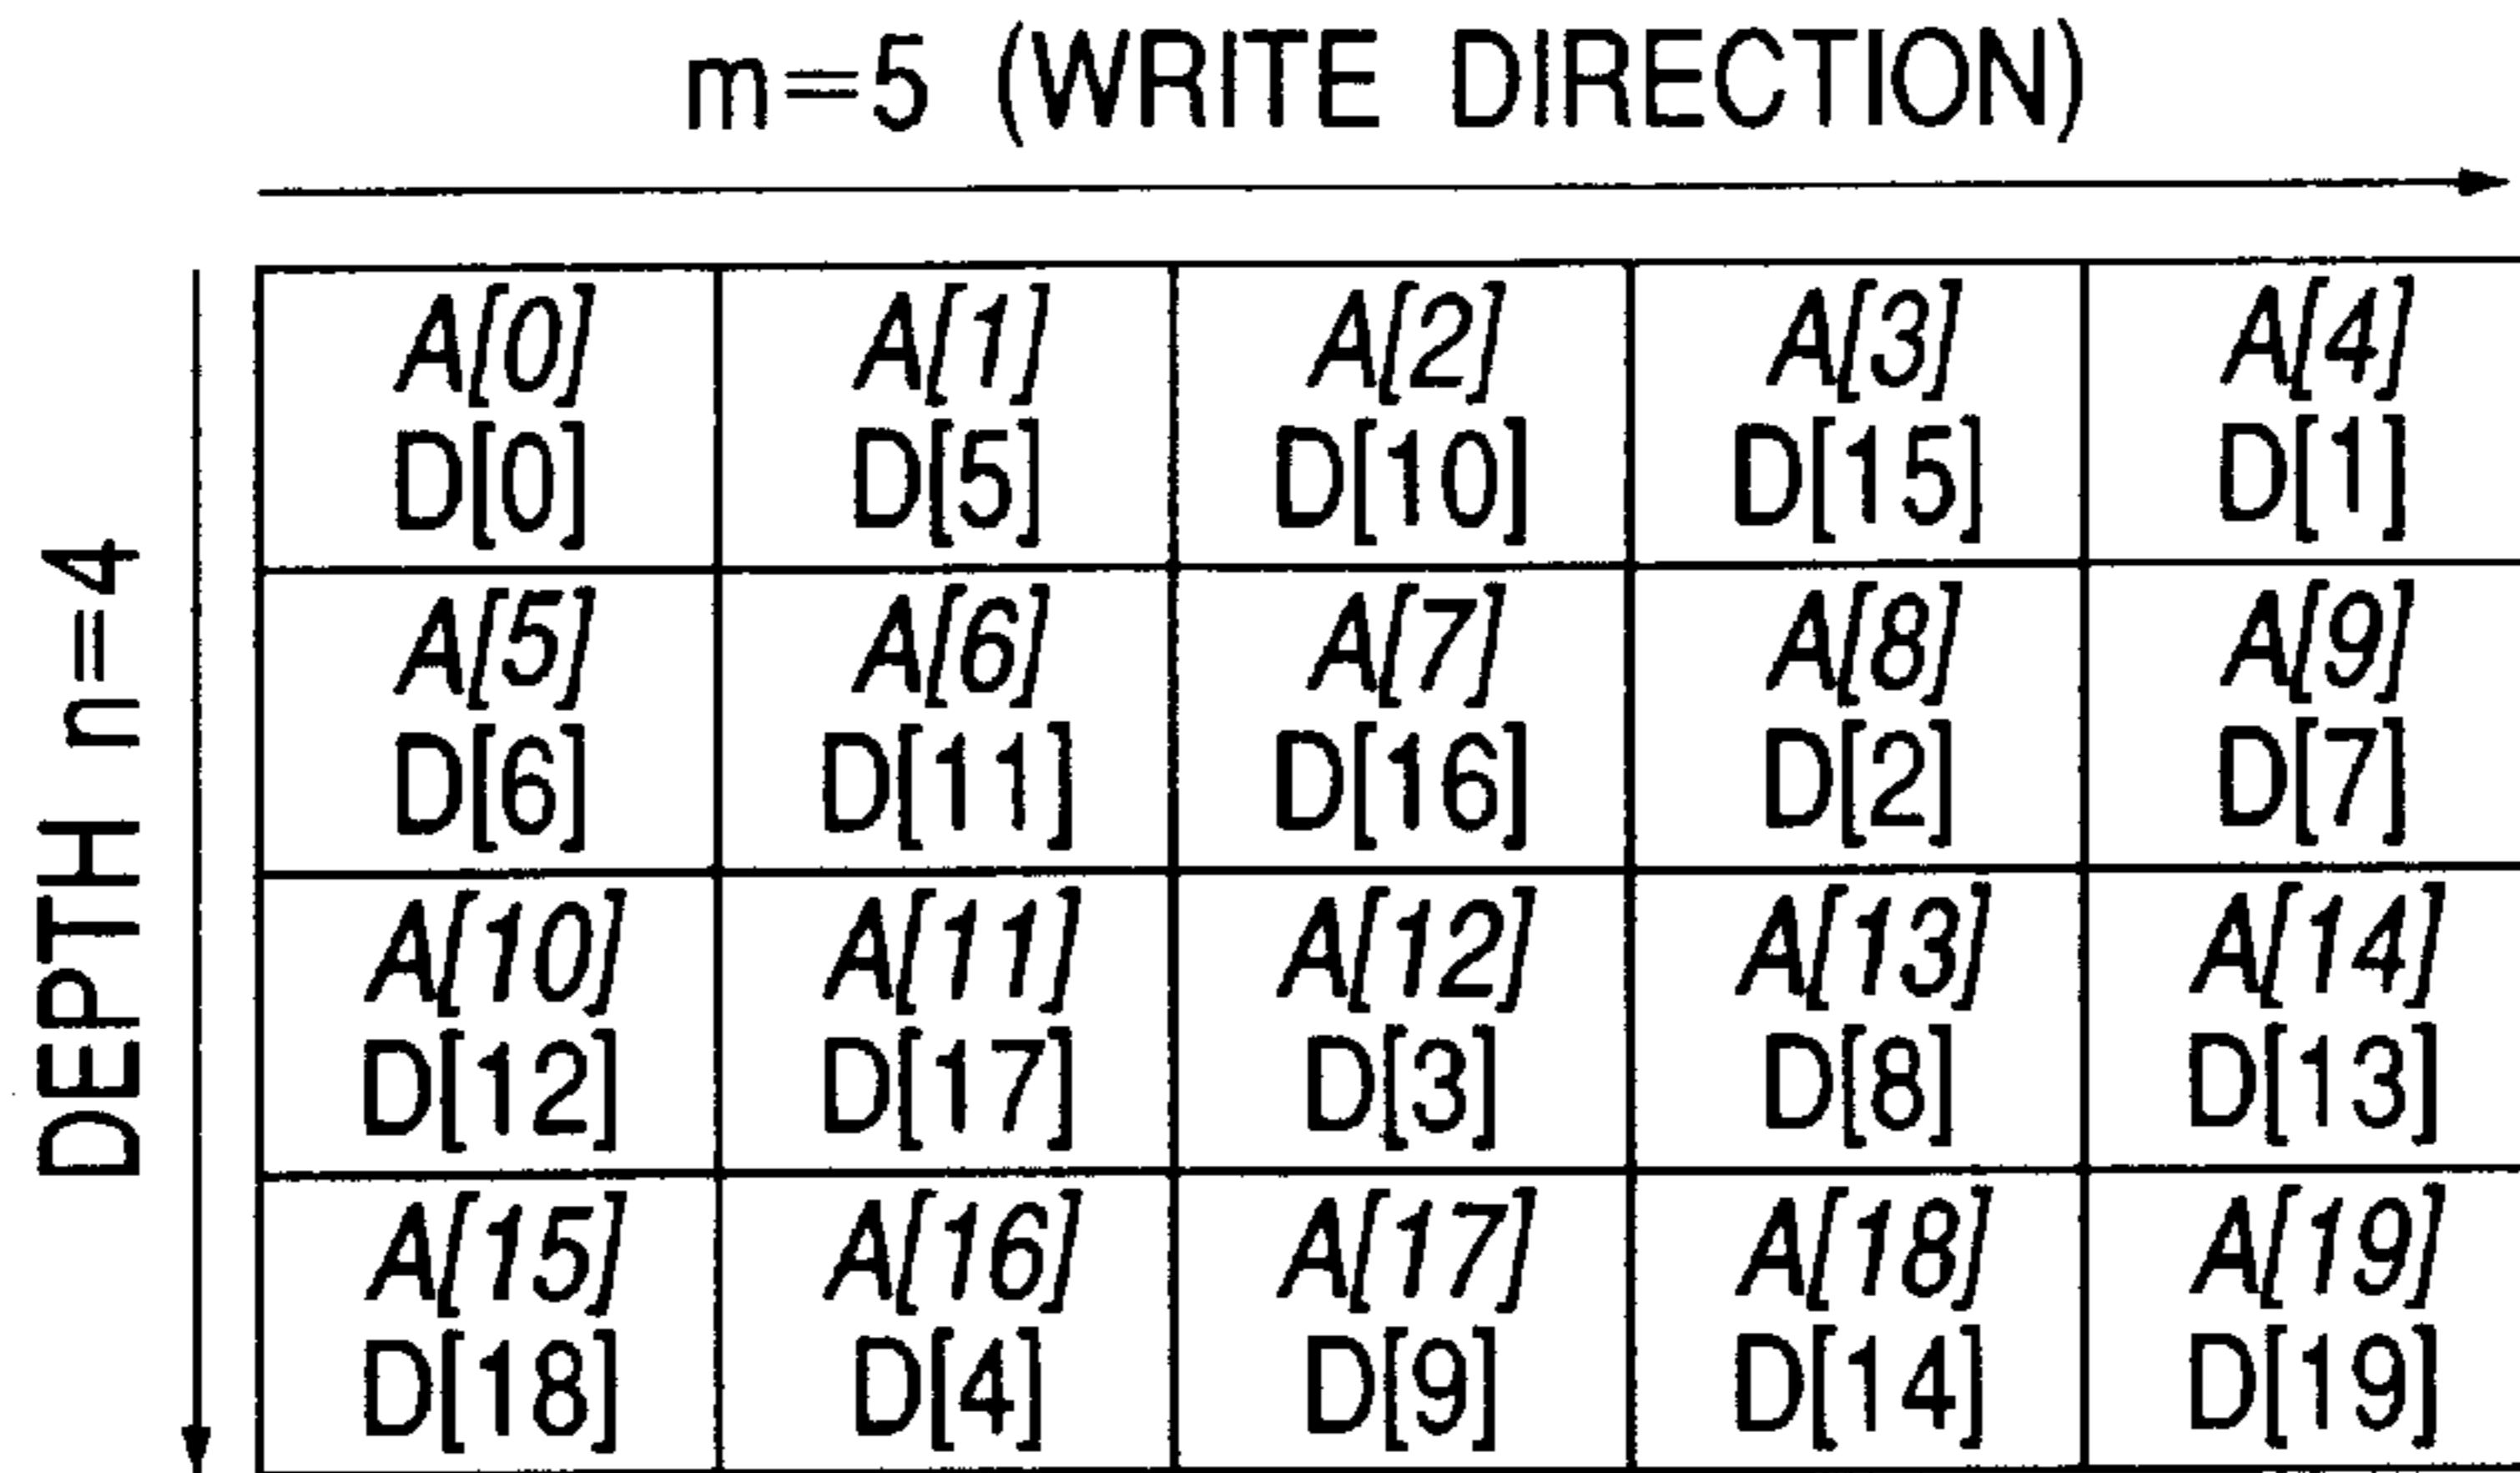 m=5 (WRITE DIRECTION)
DEPTH n=4
A[0] A[1] A[2] A[3] A[4]
D[0] D[5] D[10] D[15] D[1]
A[5] A[6] A[7] A[8] A[9]
D[6] D[11] D[16] D[2] D[7]
A[10] A[11] A[12] A[13] A[14]
D[12] D[17] D[3] D[8] D[13]
A[15] A[16] A[17] A[18] A[19]
D[18] D[4] D[9] D[14] D[19]